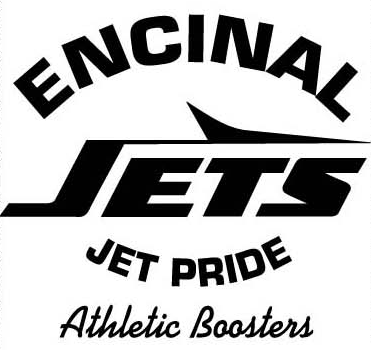 ENCINAL
JETS
JET PRIDE
Athletic Boosters